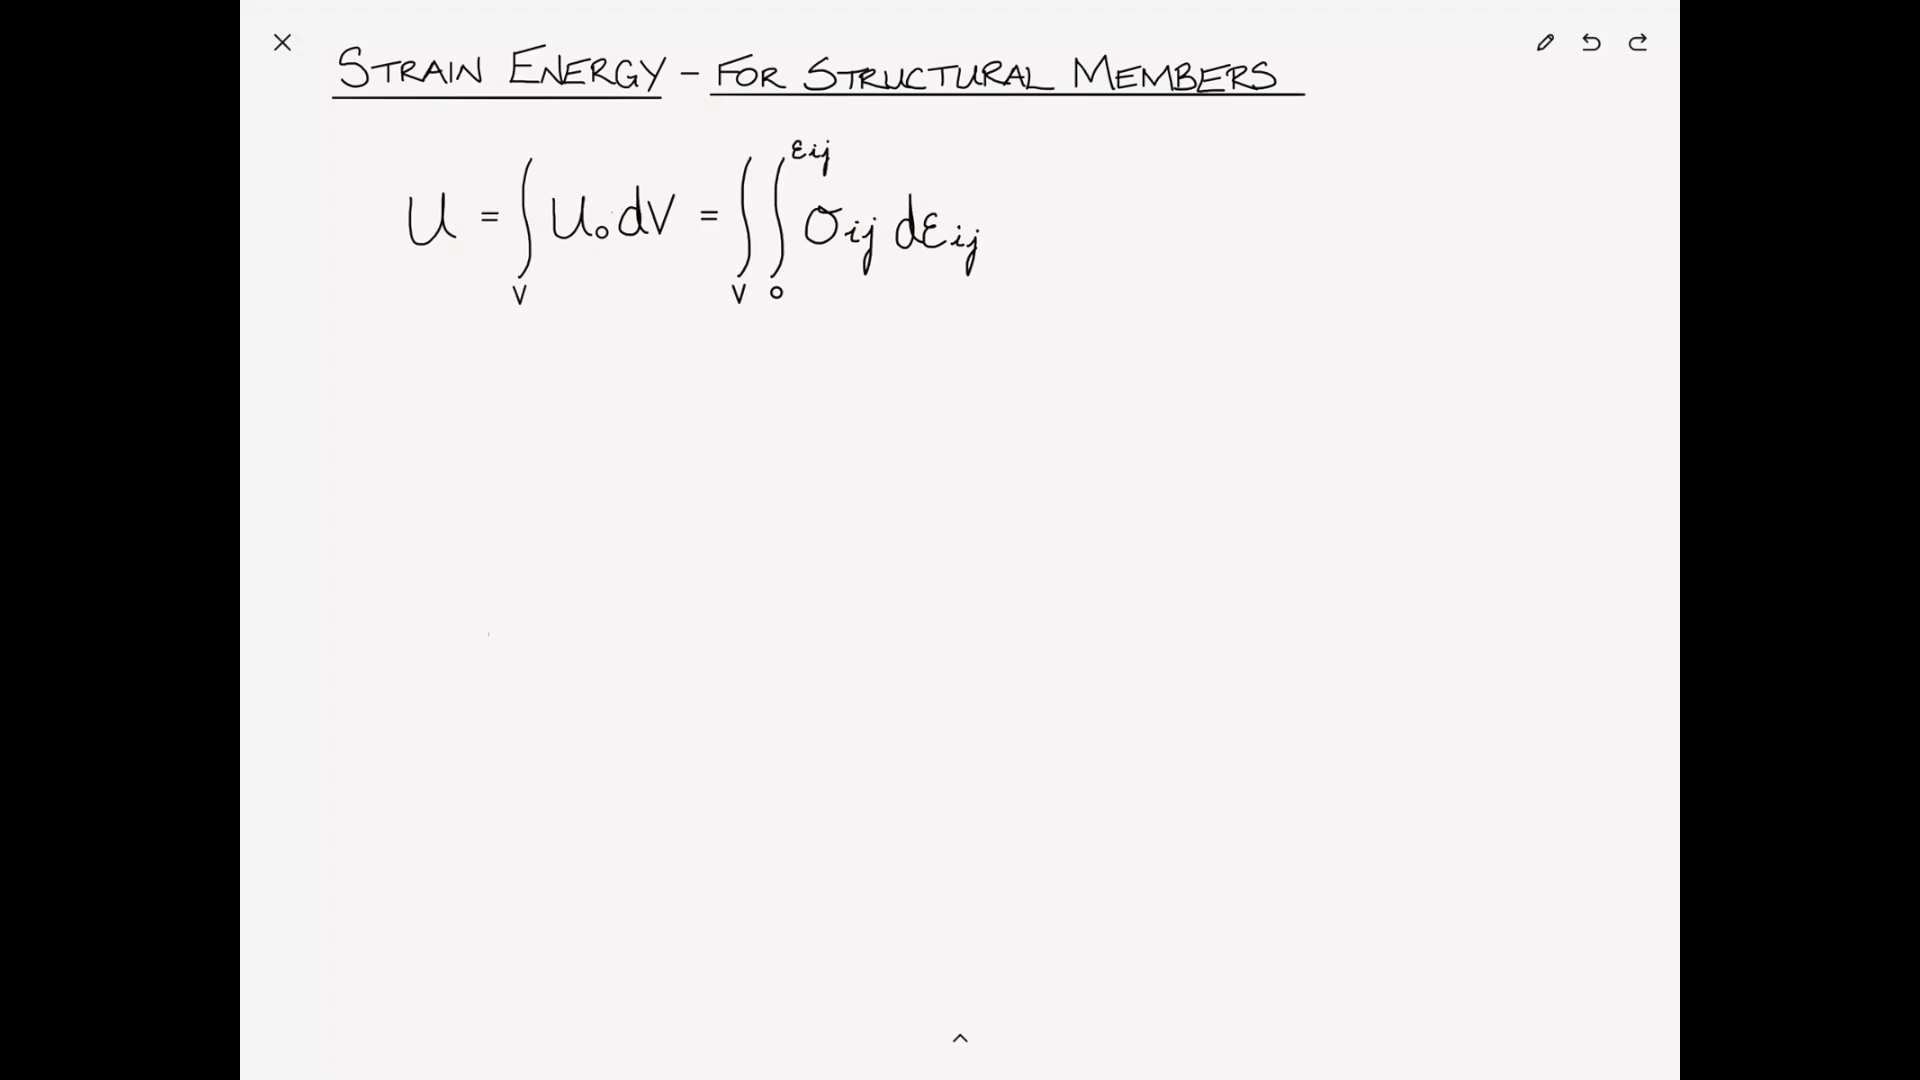 STRAIN ENERGY - FOR STRUCTURAL MEMBERS
U = ∫_V U₀ dV = ∫_V ∫_0^{εij} σij dεij